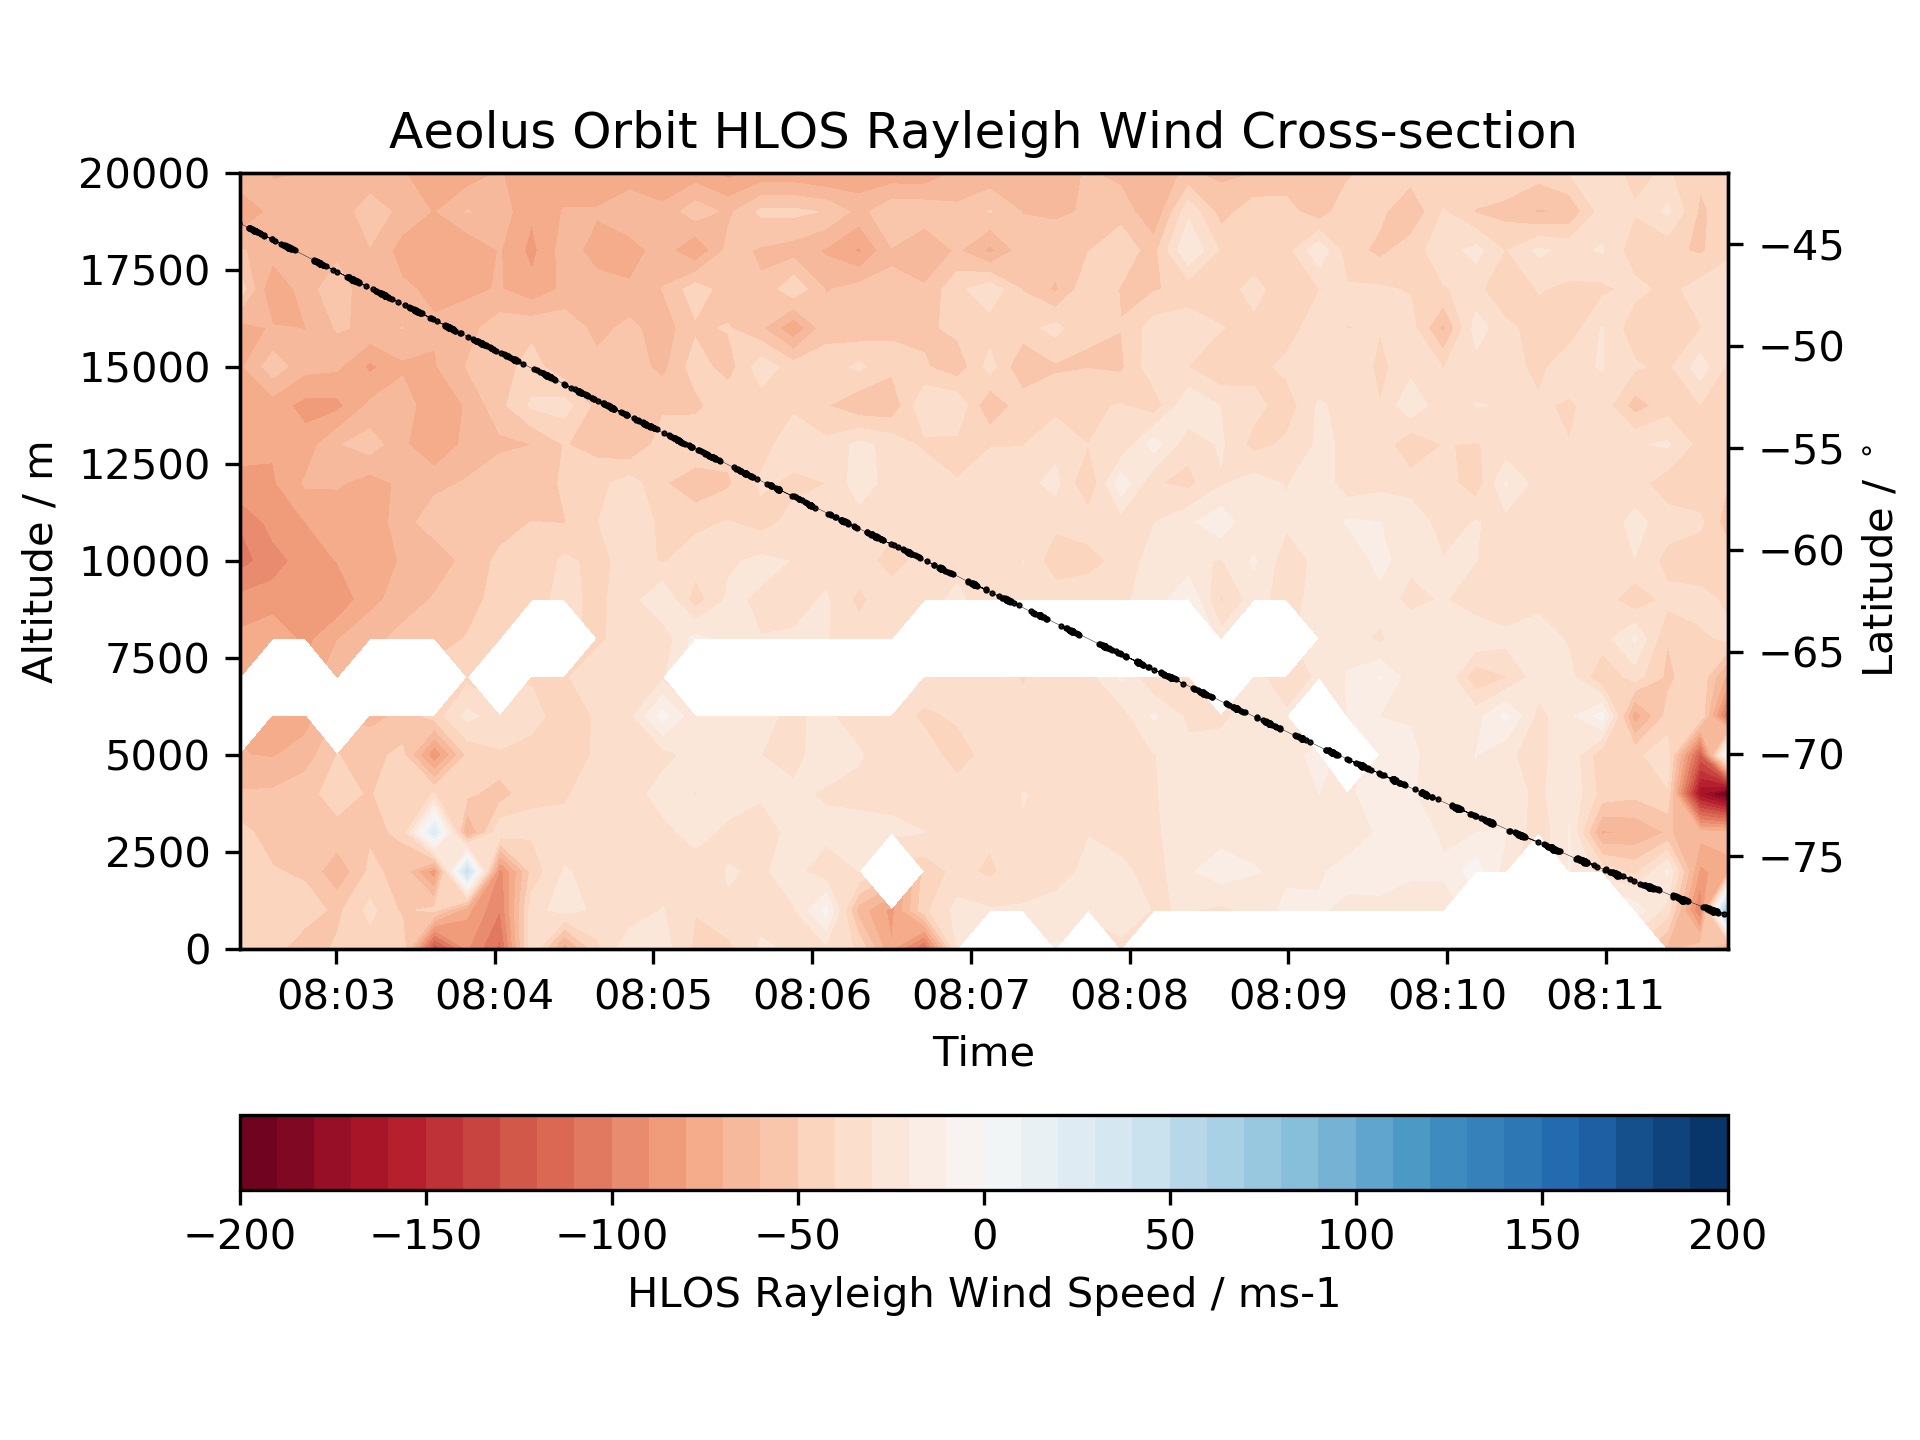 Aeolus Orbit HLOS Rayleigh Wind Cross-section
20000
17500
15000
12500
10000
7500
5000
2500
0
Altitude / m
−45
−50
−55
−60
−65
−70
−75
Latitude / °
08:03 08:04 08:05 08:06 08:07 08:08 08:09 08:10 08:11
Time
−200 −150 −100 −50 0 50 100 150 200
HLOS Rayleigh Wind Speed / ms-1